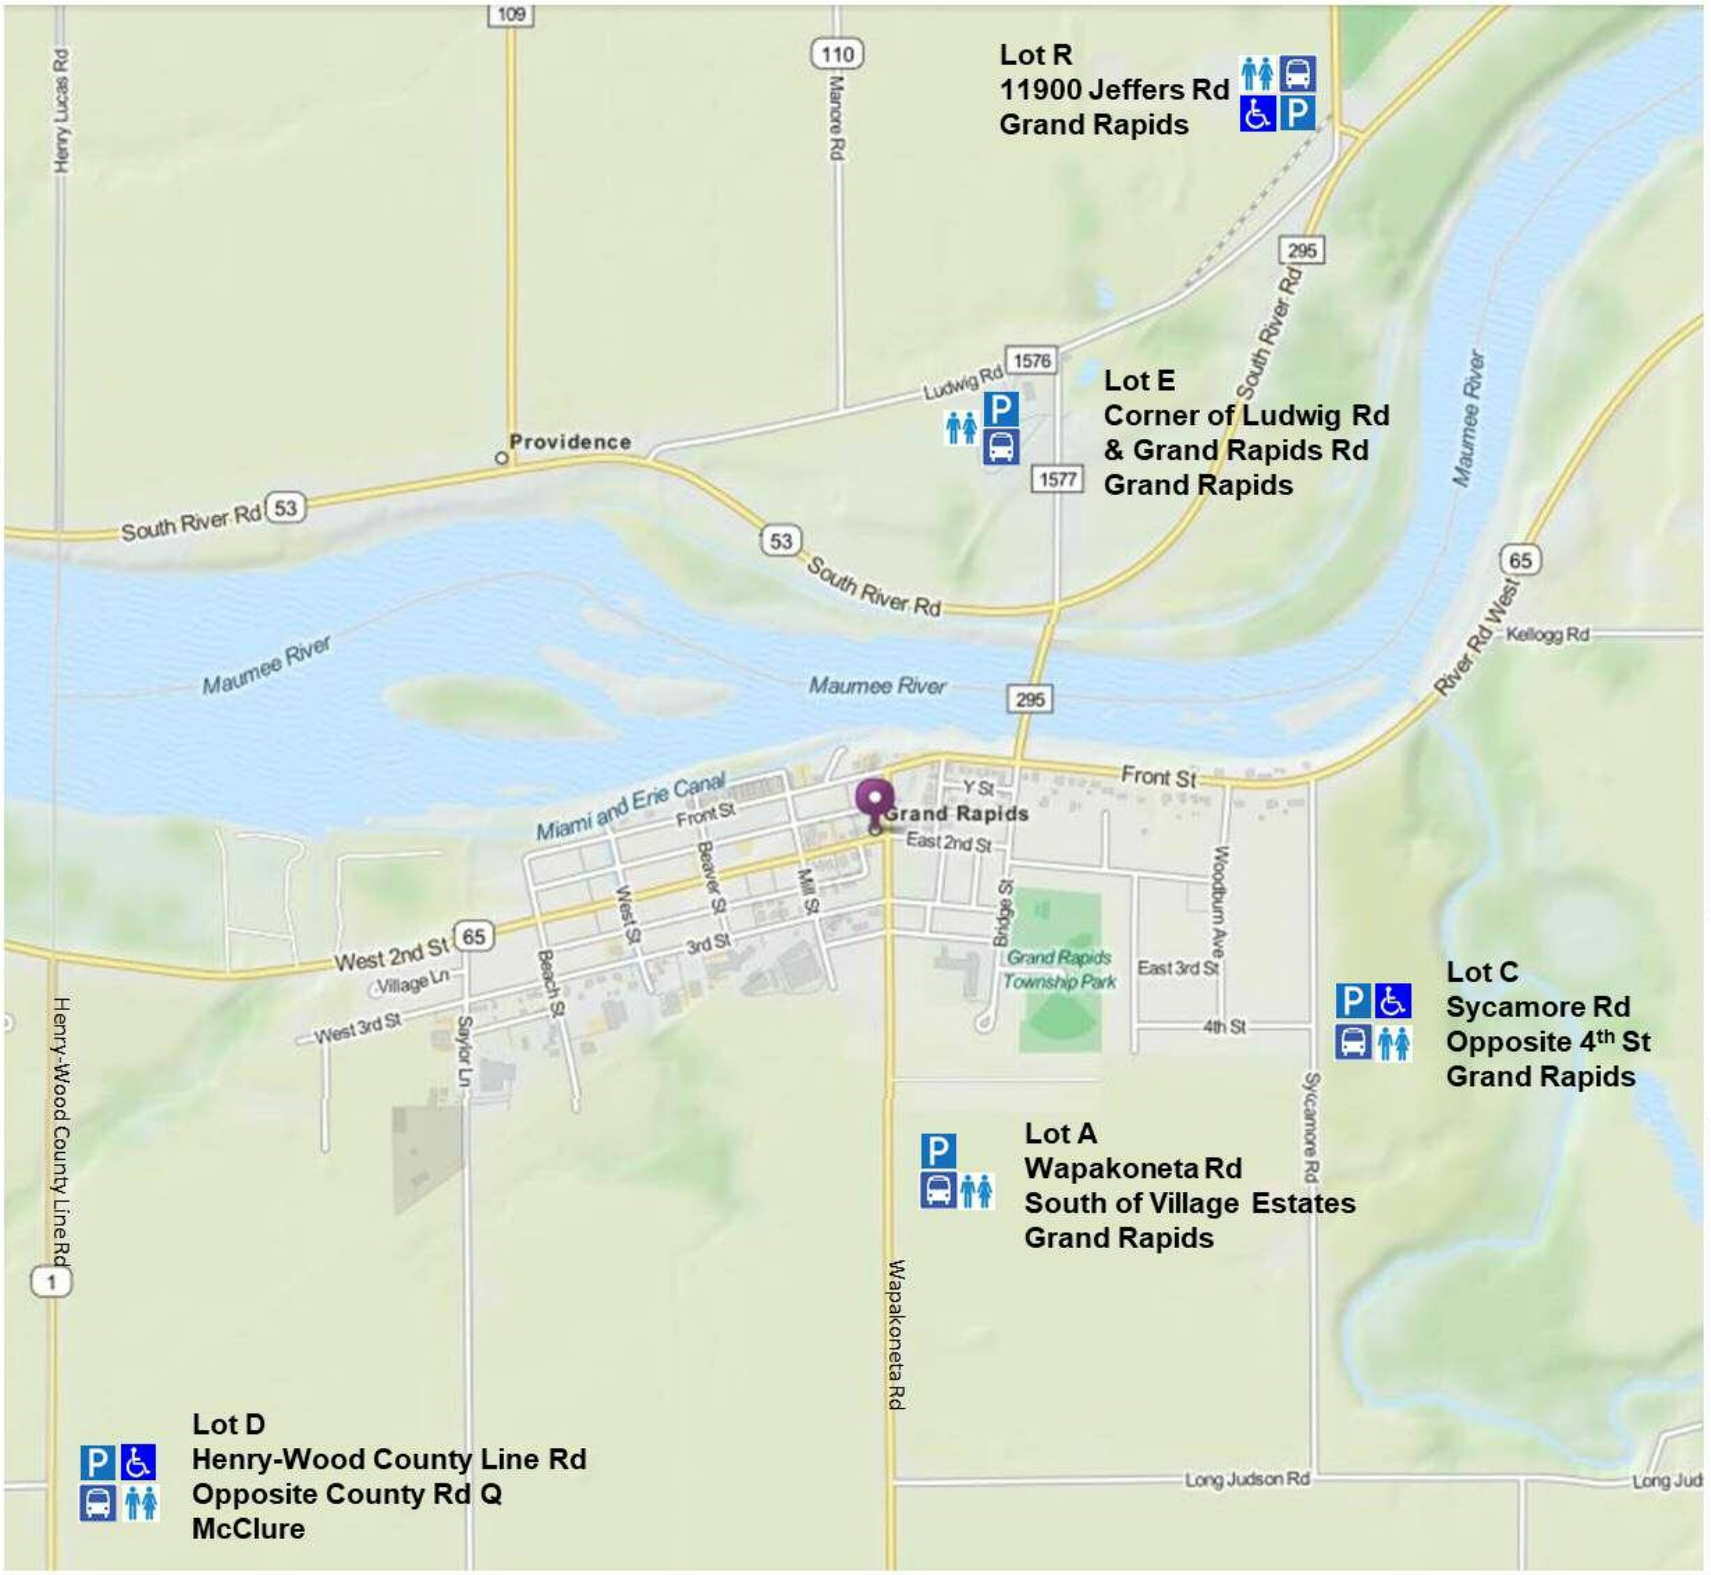 109
110
Henry Lucas Rd
Manore Rd
Lot R
11900 Jeffers Rd
Grand Rapids
P
295
South River Rd
1576
Ludwig Rd
P
Lot E
Corner of Ludwig Rd
& Grand Rapids Rd
Grand Rapids
1577
Maumee River
Providence
South River Rd
53
53
South River Rd
65
River Rd West
Kellogg Rd
Maumee River
Maumee River
295
Miami and Erie Canal
Front St
Front St
Y St
Grand Rapids
East 2nd St
Beaver St
Mill St
West St
Bridge St
Woodburn Ave
West 2nd St
65
3rd St
Village Ln
Beach St
Grand Rapids
Township Park
East 3rd St
West 3rd St
Saylor Ln
4th St
Henry-Wood County Line Rd
Sycamore Rd
P
Lot C
Sycamore Rd
Opposite 4th St
Grand Rapids
P
Lot A
Wapakoneta Rd
South of Village Estates
Grand Rapids
1
Wapakoneta Rd
P
Lot D
Henry-Wood County Line Rd
Opposite County Rd Q
McClure
Long Judson Rd
Long Jud